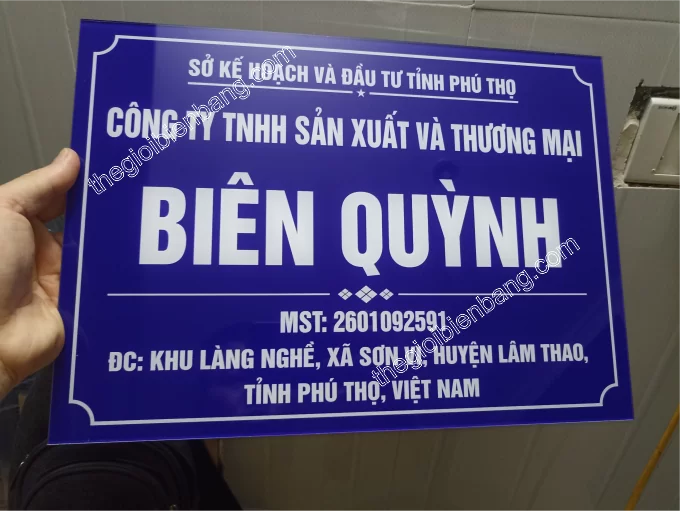 SỞ KẾ HOẠCH VÀ ĐẦU TƯ TỈNH PHÚ THỌ
CÔNG TY TNHH SẢN XUẤT VÀ THƯƠNG MẠI
BIÊN QUỲNH
MST: 2601092591
ĐC: KHU LÀNG NGHỀ, XÃ SƠN VI, HUYỆN LÂM THAO,
TỈNH PHÚ THỌ, VIỆT NAM
thegioibienbang.com
thegioibienbang.com